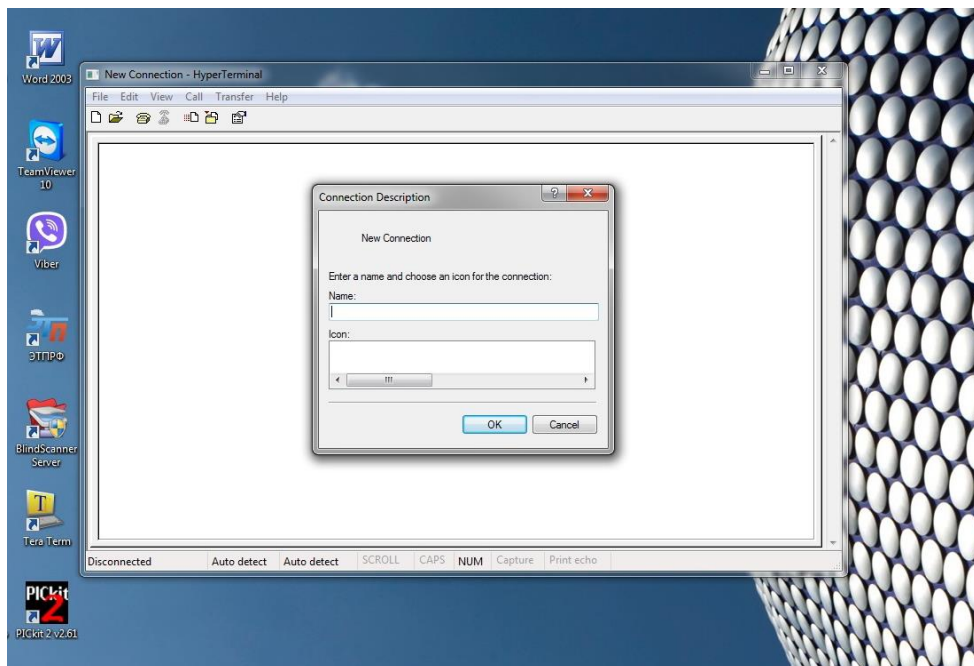 Word 2003
TeamViewer
10
Viber
ЭТПРФ
BlindScanner
Server
T
Tera Term
PICkit
2
PICkit 2 v2.61
New Connection - HyperTerminal
File Edit View Call Transfer Help
Connection Description
New Connection
Enter a name and choose an icon for the connection:
Name:
Icon:
OK Cancel
Disconnected Auto detect Auto detect SCROLL CAPS NUM Capture Print echo